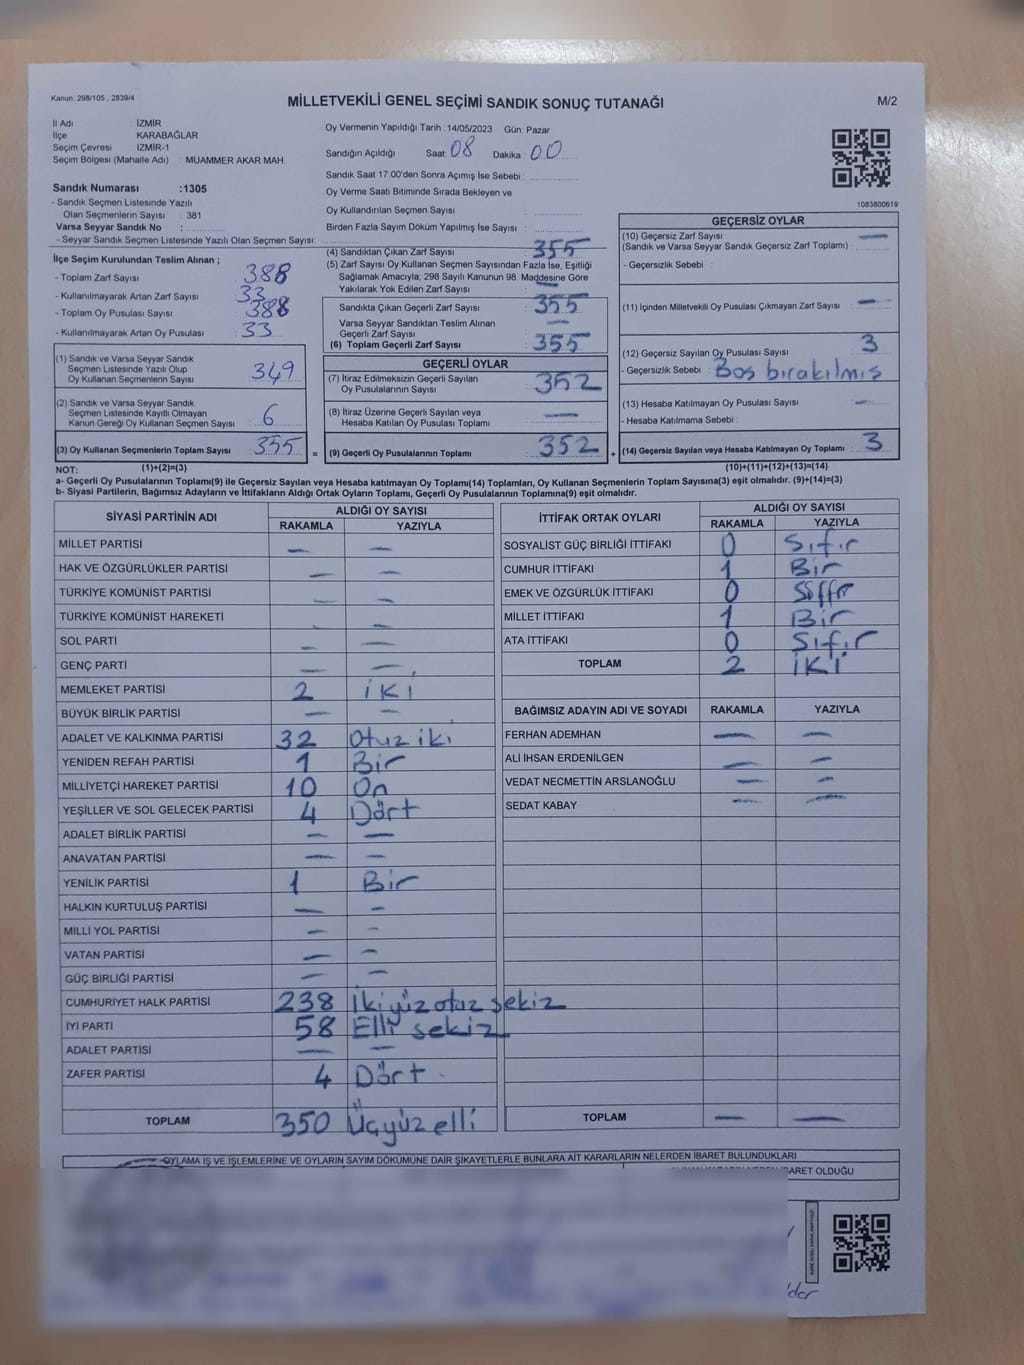 Kanun: 298/105 , 2839/4
MİLLETVEKİLİ GENEL SEÇİMİ SANDIK SONUÇ TUTANAĞI
M/2
İl Adı : İZMİR
İlçe : KARABAĞLAR
Seçim Çevresi : İZMİR-1
Seçim Bölgesi (Mahalle Adı) : MUAMMER AKAR MAH.
Sandık Numarası :1305
- Sandık Seçmen Listesinde Yazılı
Olan Seçmenlerin Sayısı : 381
Varsa Seyyar Sandık No :
- Seyyar Sandık Seçmen Listesinde Yazılı Olan Seçmen Sayısı:
Oy Vermenin Yapıldığı Tarih :14/05/2023 Gün: Pazar
Sandığın Açıldığı Saat: 08 Dakika : 00
Sandık Saat 17:00'den Sonra Açımış İse Sebebi :
Oy Verme Saati Bitiminde Sırada Bekleyen ve
Oy Kullandırılan Seçmen Sayısı :
Birden Fazla Sayım Döküm Yapılmış İse Sayısı :
1083800619
İlçe Seçim Kurulundan Teslim Alınan ;
- Toplam Zarf Sayısı : 388
- Kullanılmayarak Artan Zarf Sayısı : 33
- Toplam Oy Pusulası Sayısı : 388
- Kullanılmayarak Artan Oy Pusulası : 33
(1) Sandık ve Varsa Seyyar Sandık
Seçmen Listesinde Yazılı Olup
Oy Kullanan Seçmenlerin Sayısı : 349
(2) Sandık ve Varsa Seyyar Sandık
Seçmen Listesinde Kayıtlı Olmayan
Kanun Gereği Oy Kullanan Seçmen Sayısı : 6
(3) Oy Kullanan Seçmenlerin Toplam Sayısı : 355
(4) Sandıktan Çıkan Zarf Sayısı : 355
(5) Zarf Sayısı Oy Kullanan Seçmen Sayısından Fazla İse, Eşitliği
Sağlamak Amacıyla; 298 Sayılı Kanunun 98. Maddesine Göre
Yakılarak Yok Edilen Zarf Sayısı :
Sandıkta Çıkan Geçerli Zarf Sayısı : 355
Varsa Seyyar Sandıktan Teslim Alınan
Geçerli Zarf Sayısı : —
(6) Toplam Geçerli Zarf Sayısı : 355
GEÇERLİ OYLAR
(7) İtiraz Edilmeksizin Geçerli Sayılan
Oy Pusulalarının Sayısı : 352
(8) İtiraz Üzerine Geçerli Sayılan veya
Hesaba Katılan Oy Pusulası Toplamı : —
= (9) Geçerli Oy Pusulalarının Toplamı : 352 +
GEÇERSİZ OYLAR
(10) Geçersiz Zarf Sayısı : —
(Sandık ve Varsa Seyyar Sandık Geçersiz Zarf Toplamı)
- Geçersizlik Sebebi :
(11) İçinden Milletvekili Oy Pusulası Çıkmayan Zarf Sayısı : —
(12) Geçersiz Sayılan Oy Pusulası Sayısı : 3
- Geçersizlik Sebebi : Boş bırakılmış
(13) Hesaba Katılmayan Oy Pusulası Sayısı : —
- Hesaba Katılmama Sebebi :
(14) Geçersiz Sayılan veya Hesaba Katılmayan Oy Toplamı : 3
NOT: (1)+(2)=(3)
(10)+(11)+(12)+(13)=(14)
a- Geçerli Oy Pusulalarının Toplamı(9) ile Geçersiz Sayılan veya Hesaba Katılmayan Oy Toplamı(14) Toplamları, Oy Kullanan Seçmenlerin Toplam Sayısına(3) eşit olmalıdır. (9)+(14)=(3)
b- Siyasi Partilerin, Bağımsız Adayların ve İttifakların Aldığı Ortak Oyların Toplamı, Geçerli Oy Pusulalarının Toplamına(9) eşit olmalıdır.
SİYASİ PARTİNİN ADI
ALDIĞI OY SAYISI
RAKAMLA YAZIYLA
MİLLET PARTİSİ — —
HAK VE ÖZGÜRLÜKLER PARTİSİ — —
TÜRKİYE KOMÜNİST PARTİSİ — —
TÜRKİYE KOMÜNİST HAREKETİ — —
SOL PARTİ — —
GENÇ PARTİ — —
MEMLEKET PARTİSİ 2 İKİ
BÜYÜK BİRLİK PARTİSİ — —
ADALET VE KALKINMA PARTİSİ 32 Otuz iki
YENİDEN REFAH PARTİSİ 1 Bir
MİLLİYETÇİ HAREKET PARTİSİ 10 On
YEŞİLLER VE SOL GELECEK PARTİSİ 4 Dört
ADALET BİRLİK PARTİSİ — —
ANAVATAN PARTİSİ — —
YENİLİK PARTİSİ 1 Bir
HALKIN KURTULUŞ PARTİSİ — —
MİLLİ YOL PARTİSİ — —
VATAN PARTİSİ — —
GÜÇ BİRLİĞİ PARTİSİ — —
CUMHURİYET HALK PARTİSİ 238 İkiyüz otuz sekiz
İYİ PARTİ 58 Elli sekiz
ADALET PARTİSİ — —
ZAFER PARTİSİ 4 Dört
TOPLAM 350 Üçyüz elli
İTTİFAK ORTAK OYLARI
ALDIĞI OY SAYISI
RAKAMLA YAZIYLA
SOSYALİST GÜÇ BİRLİĞİ İTTİFAKI 0 Sıfır
CUMHUR İTTİFAKI 1 Bir
EMEK VE ÖZGÜRLÜK İTTİFAKI 0
MİLLET İTTİFAKI 1 Bir
ATA İTTİFAKI 0 Sıfır
TOPLAM 2 İKİ
BAĞIMSIZ ADAYIN ADI VE SOYADI RAKAMLA YAZIYLA
FERHAN ADEMHAN — —
ALİ İHSAN ERDENİLGEN — —
VEDAT NECMETTİN ARSLANOĞLU — —
SEDAT KABAY — —
TOPLAM — —
OYLAMA İŞ VE İŞLEMLERİNE VE OYLARIN SAYIM DÖKÜMÜNE DAİR ŞİKAYETLERLE BUNLARA AİT KARARLARIN NELERDEN İBARET BULUNDUKLARI
OLDUĞU